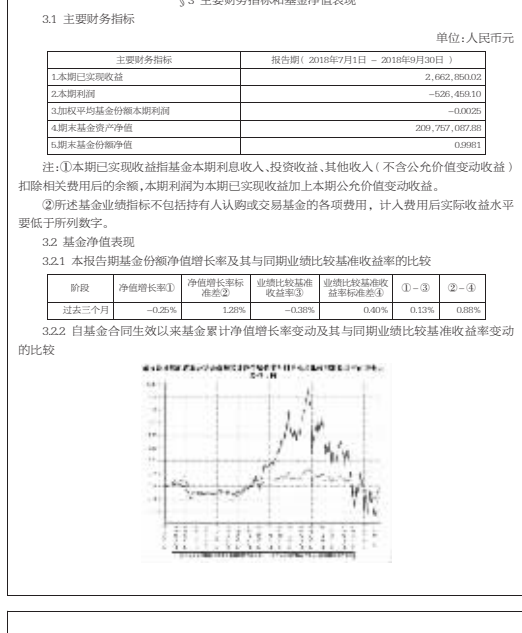 §3 主要财务指标和基金净值表现
3.1 主要财务指标
单位:人民币元
主要财务指标 报告期( 2018年7月1日 - 2018年9月30日 )
1.本期已实现收益 2,662,850.02
2.本期利润 -526,459.10
3.加权平均基金份额本期利润 -0.0025
4.期末基金资产净值 209,757,087.88
5.期末基金份额净值 0.9981
注:①本期已实现收益指基金本期利息收入、投资收益、其他收入(不含公允价值变动收益)
扣除相关费用后的余额,本期利润为本期已实现收益加上本期公允价值变动收益。
②所述基金业绩指标不包括持有人认购或交易基金的各项费用，计入费用后实际收益水平
要低于所列数字。
3.2 基金净值表现
3.2.1 本报告期基金份额净值增长率及其与同期业绩比较基准收益率的比较
阶段 净值增长率① 净值增长率标准差② 业绩比较基准收益率③ 业绩比较基准收益率标准差④ ①-③ ②-④
过去三个月 -0.25% 1.28% -0.38% 0.40% 0.13% 0.88%
3.2.2 自基金合同生效以来基金累计净值增长率变动及其与同期业绩比较基准收益率变动
的比较